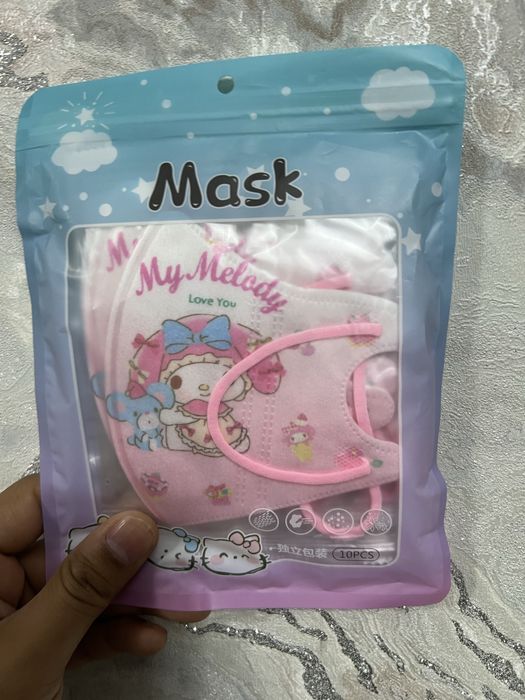 Mask
My Melody
Love You
• 独立包装 10PCS